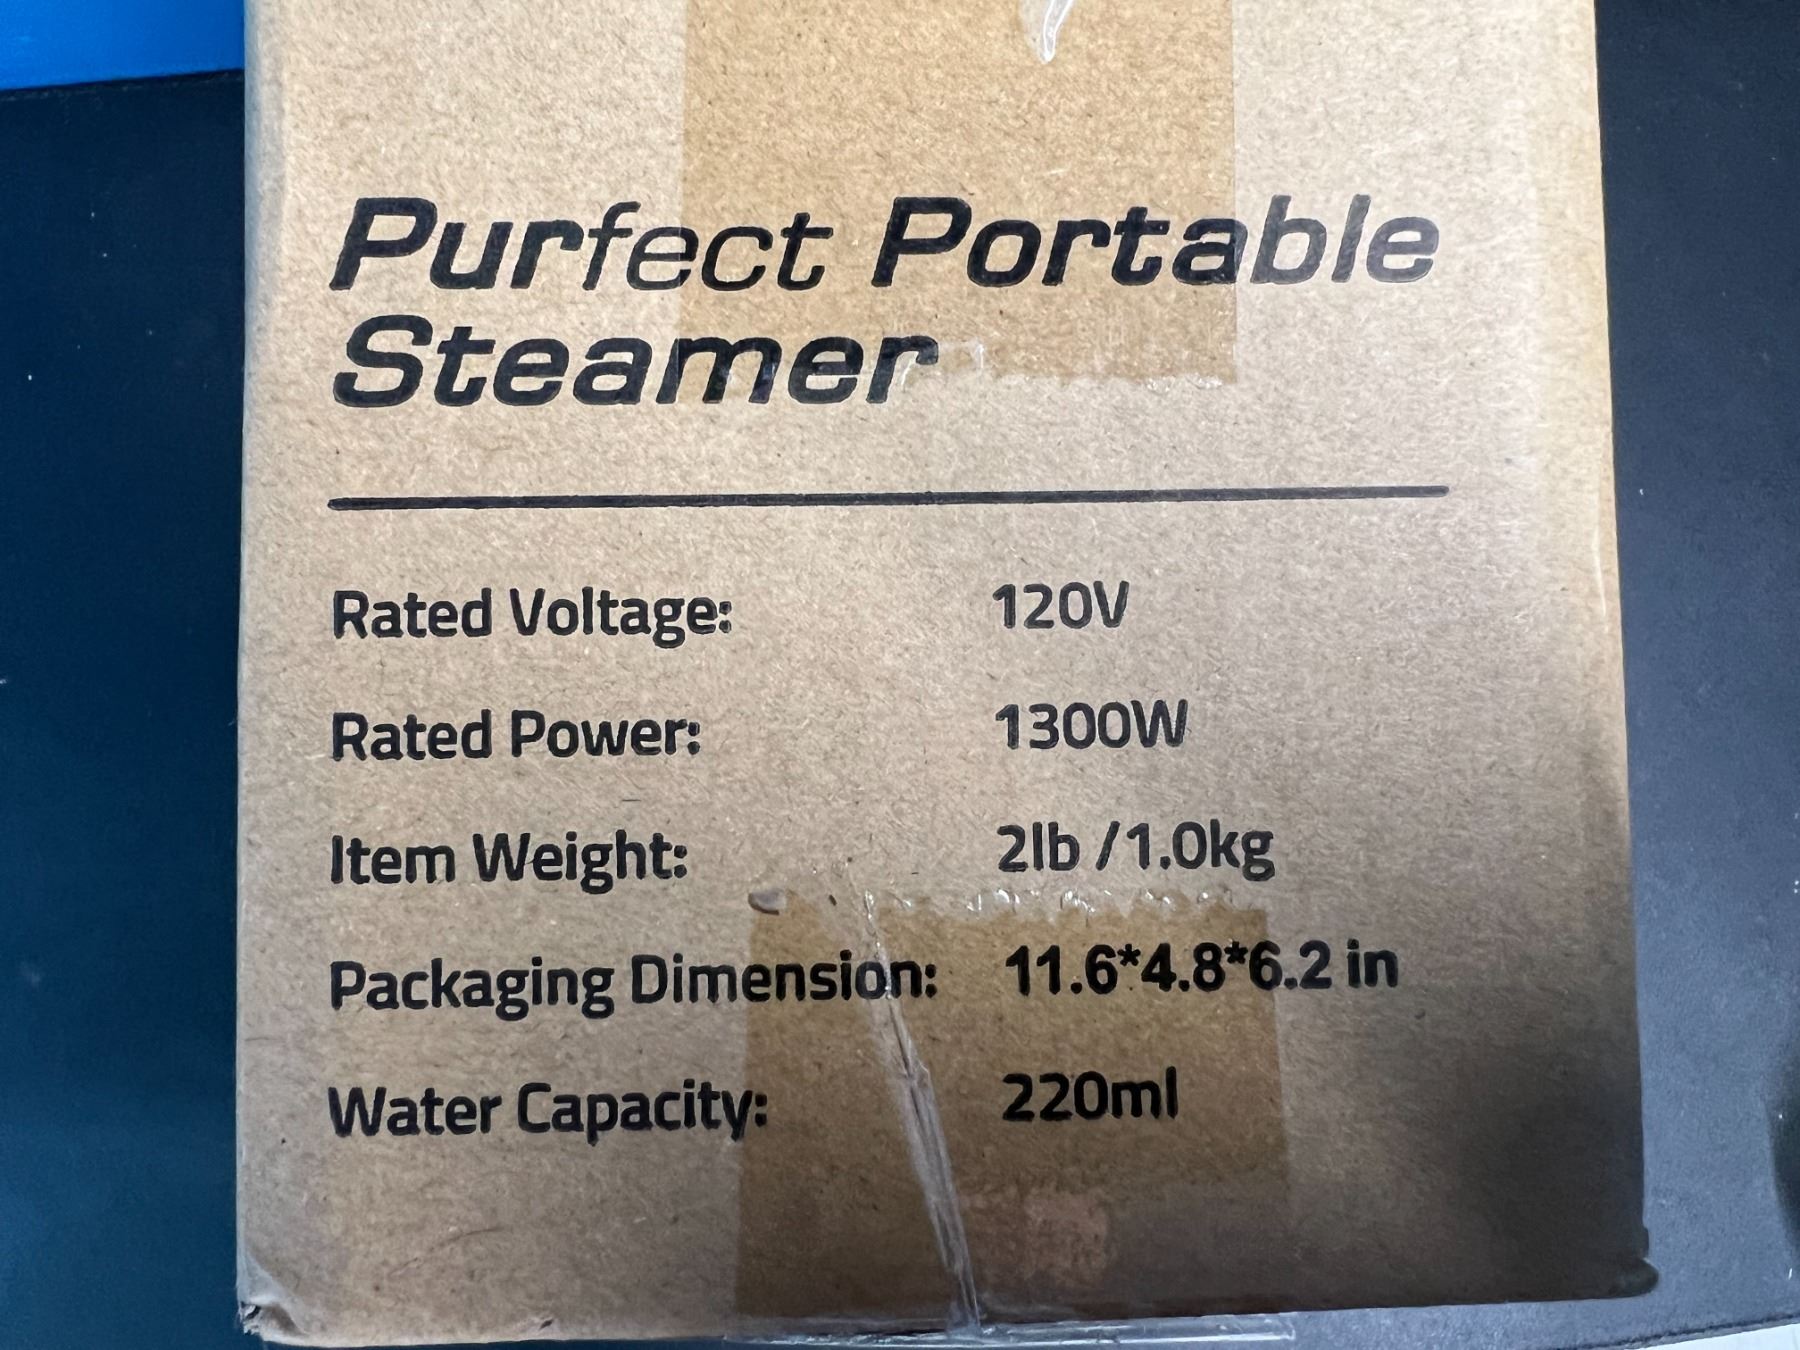 Purfect Portable
Steamer
Rated Voltage: 120V
Rated Power: 1300W
Item Weight: 2lb /1.0kg
Packaging Dimension: 11.6*4.8*6.2 in
Water Capacity: 220ml